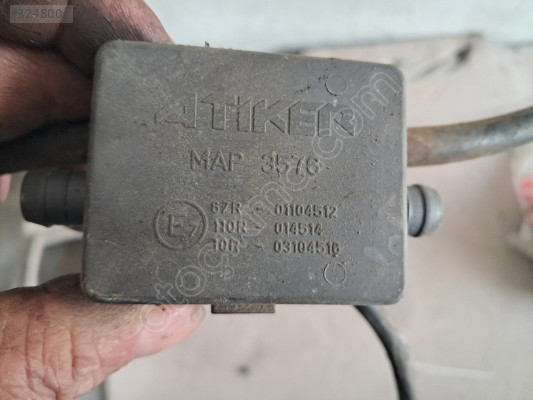 ATIKER
MAP 3576
E7
67R - 01104512
110R - 014514
10R - 03104516